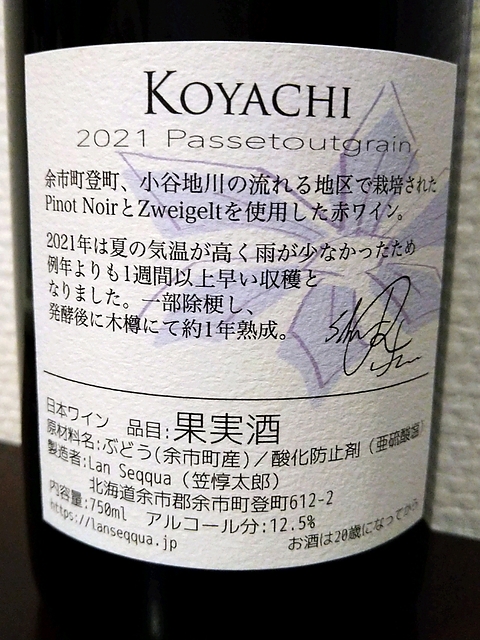 KOYACHI
2021 Passetoutgrain
余市町登町、小谷地川の流れる地区で栽培された
Pinot NoirとZweigeltを使用した赤ワイン。
2021年は夏の気温が高く雨が少なかったため
例年よりも1週間以上早い収穫と
なりました。一部除梗し、
発酵後に木樽にて約1年熟成。
日本ワイン 品目:果実酒
原材料名:ぶどう(余市町産)/酸化防止剤(亜硫酸塩)
製造者:Lan Seqqua(笠惇太郎)
北海道余市郡余市町登町612-2
内容量:750ml アルコール分:12.5%
https://lanseqqua.jp
お酒は20歳になってから